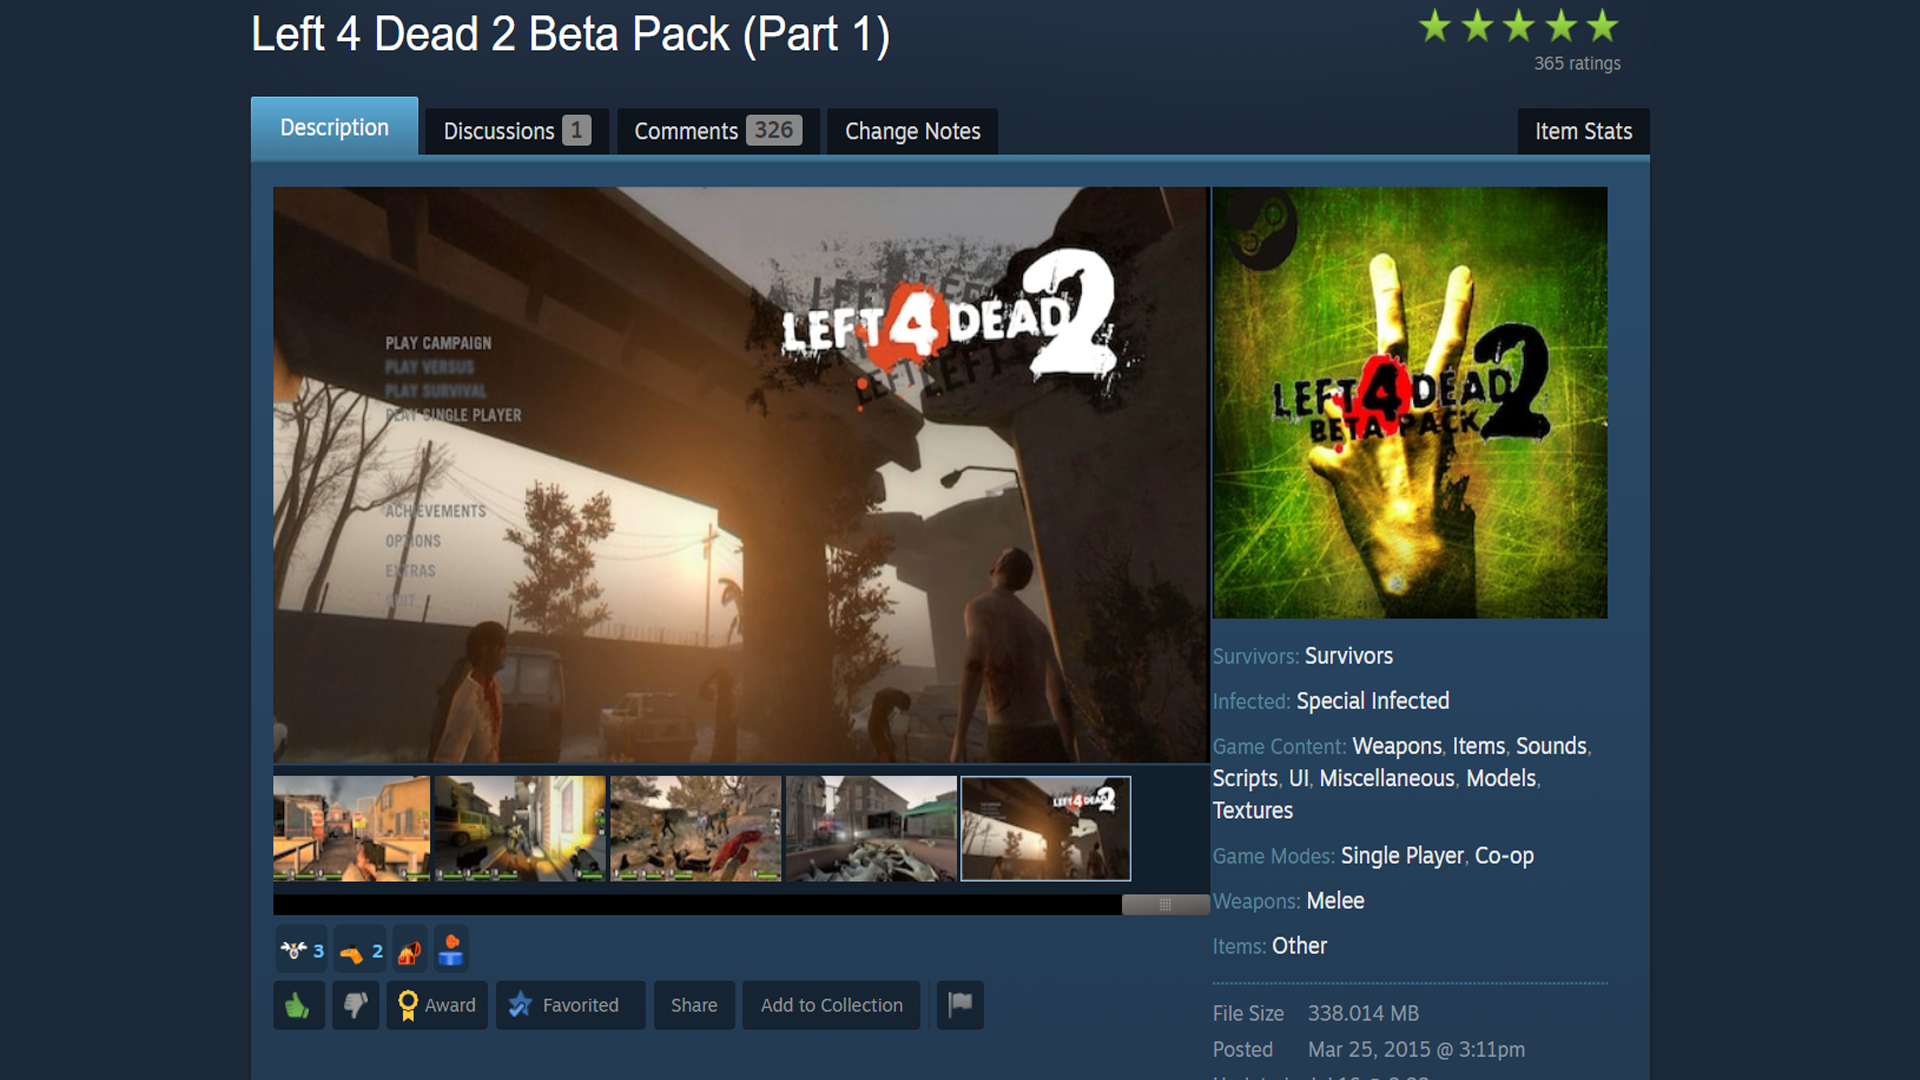 Left 4 Dead 2 Beta Pack (Part 1)
365 ratings
Description
Discussions 1
Comments 326
Change Notes
Item Stats
LEFT 4 DEAD 2
PLAY CAMPAIGN
PLAY VERSUS
PLAY SURVIVAL
PLAY SINGLE PLAYER
ACHIEVEMENTS
OPTIONS
EXTRAS
QUIT
LEFT 4 DEAD 2
BETA PACK
Survivors: Survivors
Infected: Special Infected
Game Content: Weapons, Items, Sounds,
Scripts, UI, Miscellaneous, Models,
Textures
Game Modes: Single Player, Co-op
Weapons: Melee
Items: Other
File Size 338.014 MB
Posted Mar 25, 2015 @ 3:11pm
LEFT 4 DEAD 2
3
2
Award
Favorited
Share
Add to Collection